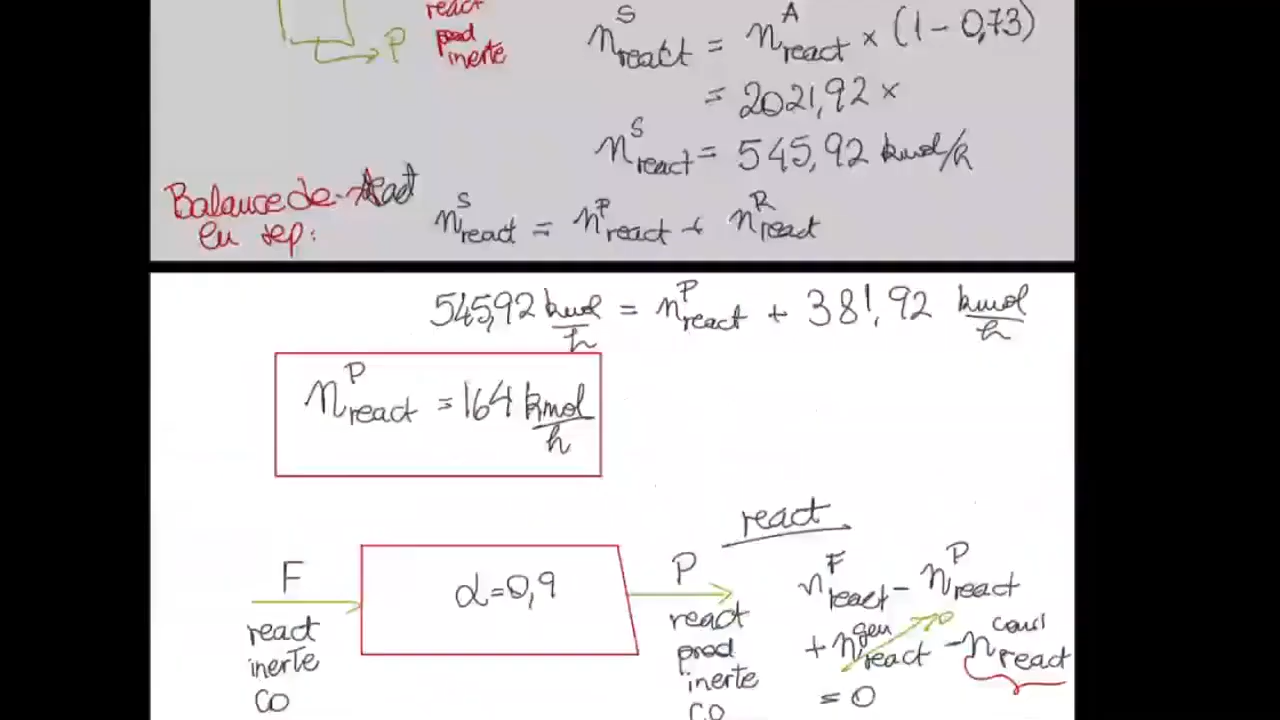 react
prod
inerte
P
n^S_react = n^A_react × (1 - 0,73)
= 2021,92 ×
n^S_react = 545,92 kmol/h
Balance de react
en sep:
n^S_react = n^P_react + n^R_react
545,92 kmol/h = n^P_react + 381,92 kmol/h
n^P_react = 164 kmol/h
F
react
inerte
CO
α=0,9
P
react
prod
inerte
CO
react
n^F_react - n^P_react
+ n^gen_react - n^cons_react
= 0